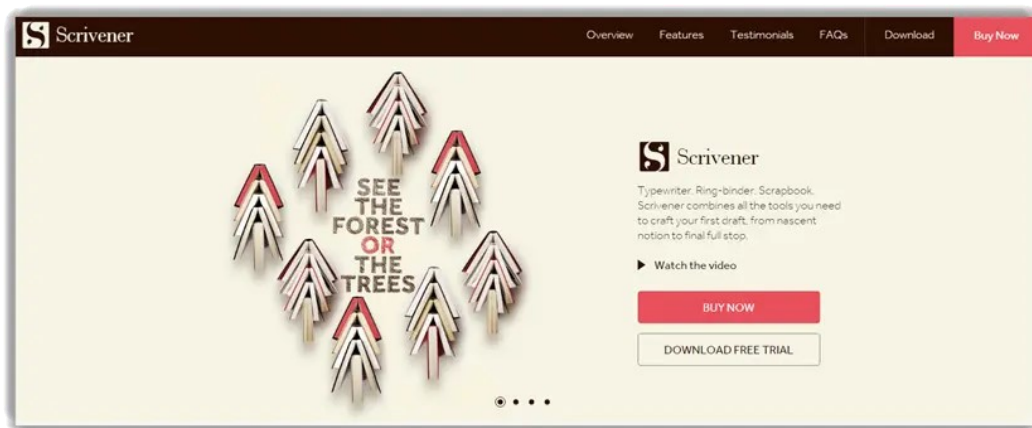 Scrivener
Overview Features Testimonials FAQs Download Buy Now
SEE
THE
FOREST
OR
THE
TREES
Scrivener
Typewriter. Ring-binder. Scrapbook.
Scrivener combines all the tools you need
to craft your first draft, from nascent
notion to final full stop.
Watch the video
BUY NOW
DOWNLOAD FREE TRIAL